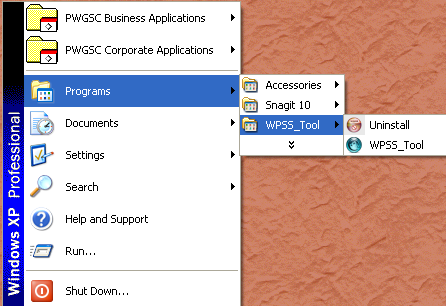 PWGSC Business Applications
PWGSC Corporate Applications
Programs
Documents
Settings
Search
Help and Support
Run...
Shut Down...
Accessories
Snagit 10
WPSS_Tool
Uninstall
WPSS_Tool
Windows XP Professional